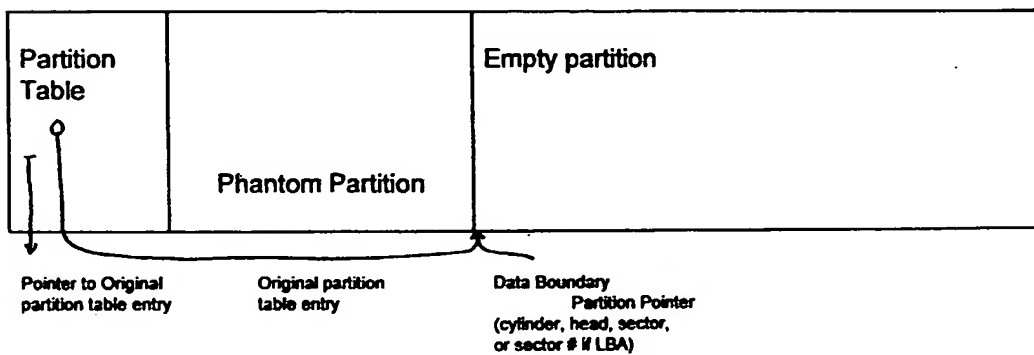 Partition
Table
Empty partition
Phantom Partition
Pointer to Original
partition table entry
Original partition
table entry
Data Boundary
Partition Pointer
(cylinder, head, sector,
or sector # if LBA)